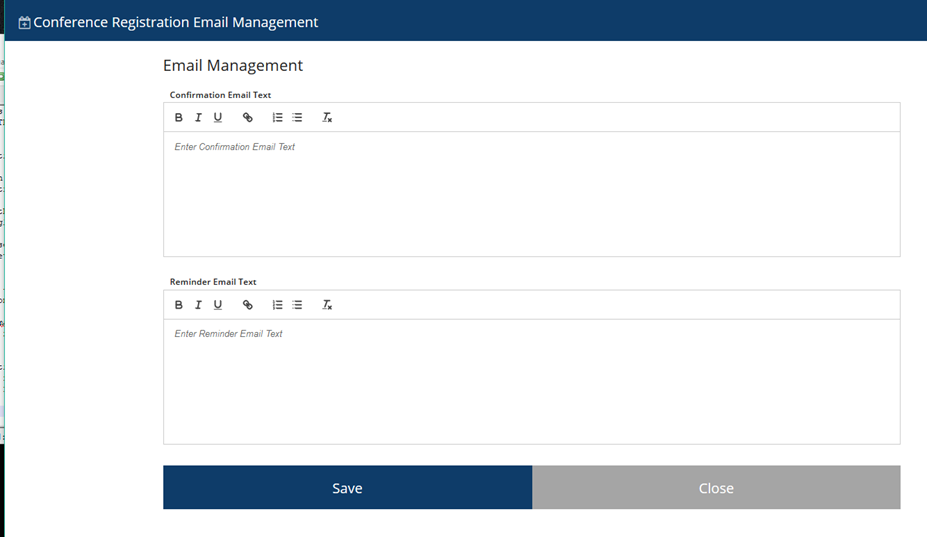 Conference Registration Email Management
Email Management
Confirmation Email Text
B I U
Enter Confirmation Email Text
Reminder Email Text
B I U
Enter Reminder Email Text
Save Close